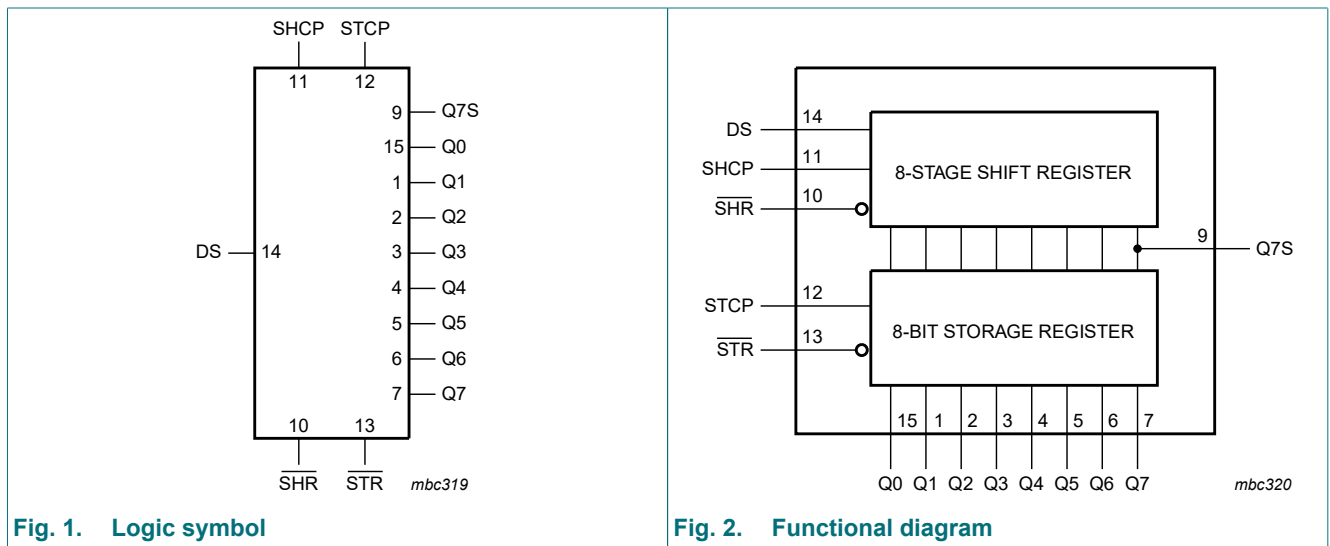 SHCP STCP
11 12
9 Q7S
15 Q0
1 Q1
2 Q2
DS 14 3 Q3
4 Q4
5 Q5
6 Q6
7 Q7
10 13
SHR STR mbc319
Fig. 1. Logic symbol
DS 14
SHCP 11
SHR 10
8-STAGE SHIFT REGISTER
9 Q7S
STCP 12
STR 13
8-BIT STORAGE REGISTER
15 1 2 3 4 5 6 7
Q0 Q1 Q2 Q3 Q4 Q5 Q6 Q7 mbc320
Fig. 2. Functional diagram